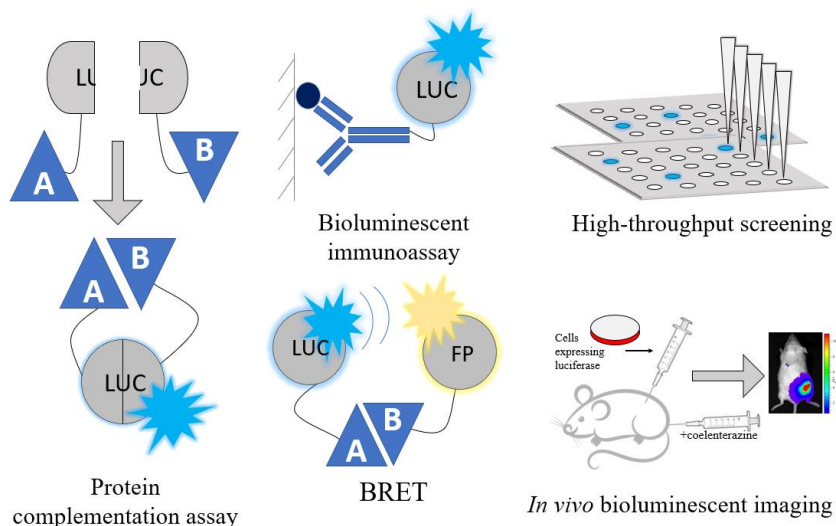 LU UC
A
B
A
B
LUC
Protein
complementation assay
LUC
Bioluminescent
immunoassay
LUC
FP
A
B
BRET
High-throughput screening
Cells
expressing
luciferase
+coelenterazine
In vivo bioluminescent imaging